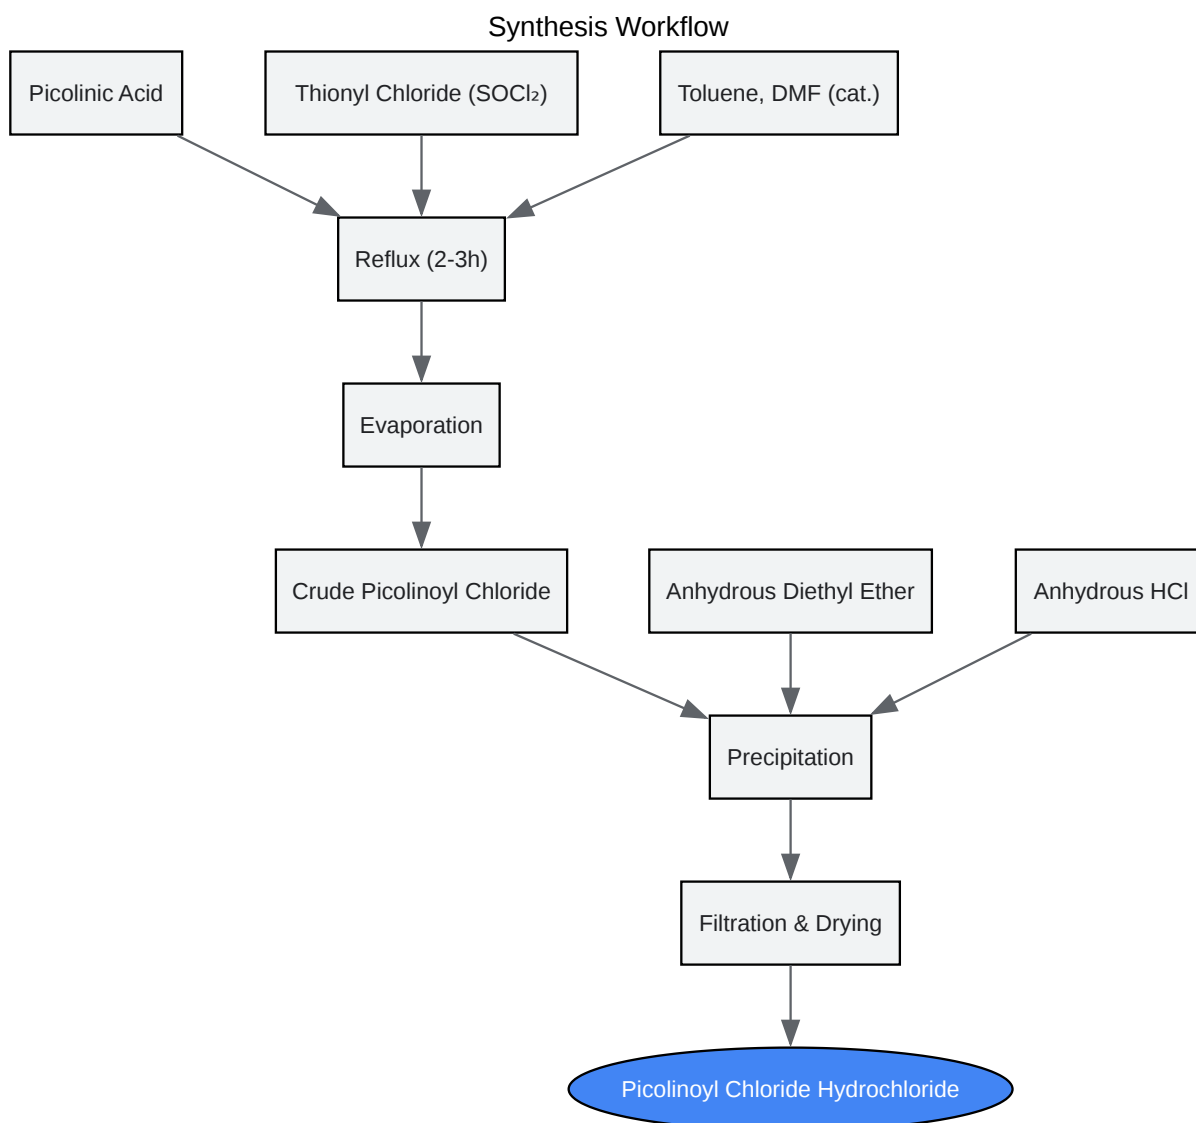 Synthesis Workflow
Picolinic Acid
Thionyl Chloride (SOCl₂)
Toluene, DMF (cat.)
Reflux (2-3h)
Evaporation
Crude Picolinoyl Chloride
Anhydrous Diethyl Ether
Anhydrous HCl
Precipitation
Filtration & Drying
Picolinoyl Chloride Hydrochloride